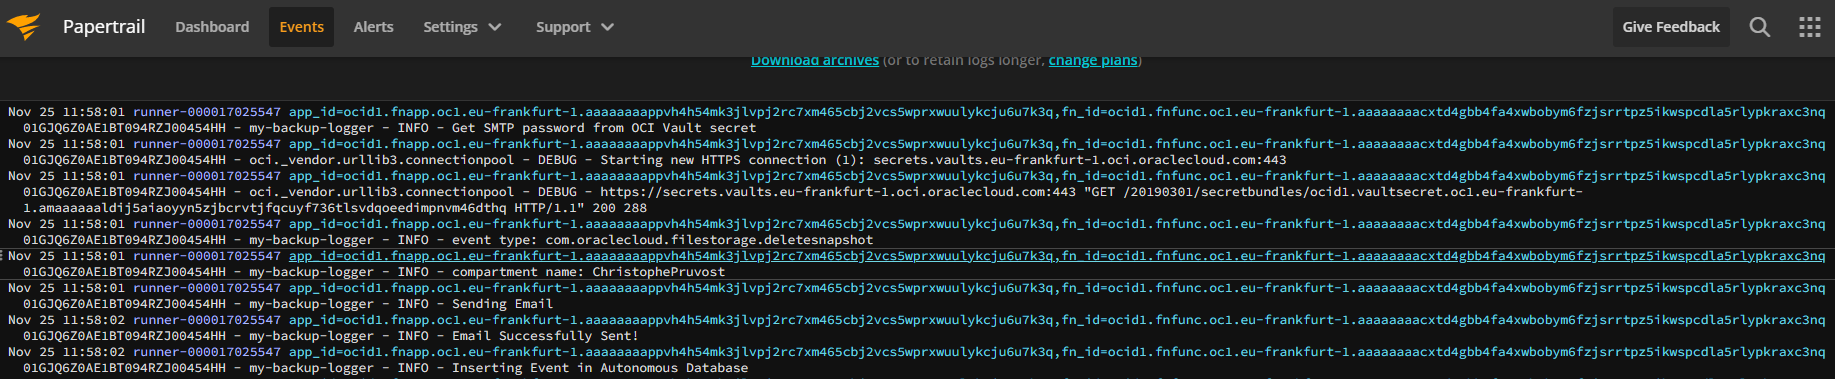 Papertrail Dashboard Events Alerts Settings Support Give Feedback
Download archives (or to retain logs longer, change plans)
Nov 25 11:58:01 runner-000017025547 app_id=ocid1.fnapp.oc1.eu-frankfurt-1.aaaaaaaappvh4h54mk3jlvpj2rc7xm465cbj2vcs5wprxwuulykcju6u7k3q,fn_id=ocid1.fnfunc.oc1.eu-frankfurt-1.aaaaaaaacxtd4gbb4fa4xwbobym6fzjsrrtpz5ikwspcdla5rlypkraxc3nq
01GJQ6Z0AE1BT094RZJ00454HH - my-backup-logger - INFO - Get SMTP password from OCI Vault secret
Nov 25 11:58:01 runner-000017025547 app_id=ocid1.fnapp.oc1.eu-frankfurt-1.aaaaaaaappvh4h54mk3jlvpj2rc7xm465cbj2vcs5wprxwuulykcju6u7k3q,fn_id=ocid1.fnfunc.oc1.eu-frankfurt-1.aaaaaaaacxtd4gbb4fa4xwbobym6fzjsrrtpz5ikwspcdla5rlypkraxc3nq
01GJQ6Z0AE1BT094RZJ00454HH - oci._vendor.urllib3.connectionpool - DEBUG - Starting new HTTPS connection (1): secrets.vaults.eu-frankfurt-1.oci.oraclecloud.com:443
Nov 25 11:58:01 runner-000017025547 app_id=ocid1.fnapp.oc1.eu-frankfurt-1.aaaaaaaappvh4h54mk3jlvpj2rc7xm465cbj2vcs5wprxwuulykcju6u7k3q,fn_id=ocid1.fnfunc.oc1.eu-frankfurt-1.aaaaaaaacxtd4gbb4fa4xwbobym6fzjsrrtpz5ikwspcdla5rlypkraxc3nq
01GJQ6Z0AE1BT094RZJ00454HH - oci._vendor.urllib3.connectionpool - DEBUG - https://secrets.vaults.eu-frankfurt-1.oci.oraclecloud.com:443 "GET /20190301/secretbundles/ocid1.vaultsecret.oc1.eu-frankfurt-
1.amaaaaaaldij5aiaoyyn5zjbcrvtjfqcuyf736tlsvdqoeedimpnvm46dthq HTTP/1.1" 200 288
Nov 25 11:58:01 runner-000017025547 app_id=ocid1.fnapp.oc1.eu-frankfurt-1.aaaaaaaappvh4h54mk3jlvpj2rc7xm465cbj2vcs5wprxwuulykcju6u7k3q,fn_id=ocid1.fnfunc.oc1.eu-frankfurt-1.aaaaaaaacxtd4gbb4fa4xwbobym6fzjsrrtpz5ikwspcdla5rlypkraxc3nq
01GJQ6Z0AE1BT094RZJ00454HH - my-backup-logger - INFO - event type: com.oraclecloud.filestorage.deletesnapshot
Nov 25 11:58:01 runner-000017025547 app_id=ocid1.fnapp.oc1.eu-frankfurt-1.aaaaaaaappvh4h54mk3jlvpj2rc7xm465cbj2vcs5wprxwuulykcju6u7k3q,fn_id=ocid1.fnfunc.oc1.eu-frankfurt-1.aaaaaaaacxtd4gbb4fa4xwbobym6fzjsrrtpz5ikwspcdla5rlypkraxc3nq
01GJQ6Z0AE1BT094RZJ00454HH - my-backup-logger - INFO - compartment name: ChristophePruvost
Nov 25 11:58:01 runner-000017025547 app_id=ocid1.fnapp.oc1.eu-frankfurt-1.aaaaaaaappvh4h54mk3jlvpj2rc7xm465cbj2vcs5wprxwuulykcju6u7k3q,fn_id=ocid1.fnfunc.oc1.eu-frankfurt-1.aaaaaaaacxtd4gbb4fa4xwbobym6fzjsrrtpz5ikwspcdla5rlypkraxc3nq
01GJQ6Z0AE1BT094RZJ00454HH - my-backup-logger - INFO - Sending Email
Nov 25 11:58:02 runner-000017025547 app_id=ocid1.fnapp.oc1.eu-frankfurt-1.aaaaaaaappvh4h54mk3jlvpj2rc7xm465cbj2vcs5wprxwuulykcju6u7k3q,fn_id=ocid1.fnfunc.oc1.eu-frankfurt-1.aaaaaaaacxtd4gbb4fa4xwbobym6fzjsrrtpz5ikwspcdla5rlypkraxc3nq
01GJQ6Z0AE1BT094RZJ00454HH - my-backup-logger - INFO - Email Successfully Sent!
Nov 25 11:58:02 runner-000017025547 app_id=ocid1.fnapp.oc1.eu-frankfurt-1.aaaaaaaappvh4h54mk3jlvpj2rc7xm465cbj2vcs5wprxwuulykcju6u7k3q,fn_id=ocid1.fnfunc.oc1.eu-frankfurt-1.aaaaaaaacxtd4gbb4fa4xwbobym6fzjsrrtpz5ikwspcdla5rlypkraxc3nq
01GJQ6Z0AE1BT094RZJ00454HH - my-backup-logger - INFO - Inserting Event in Autonomous Database